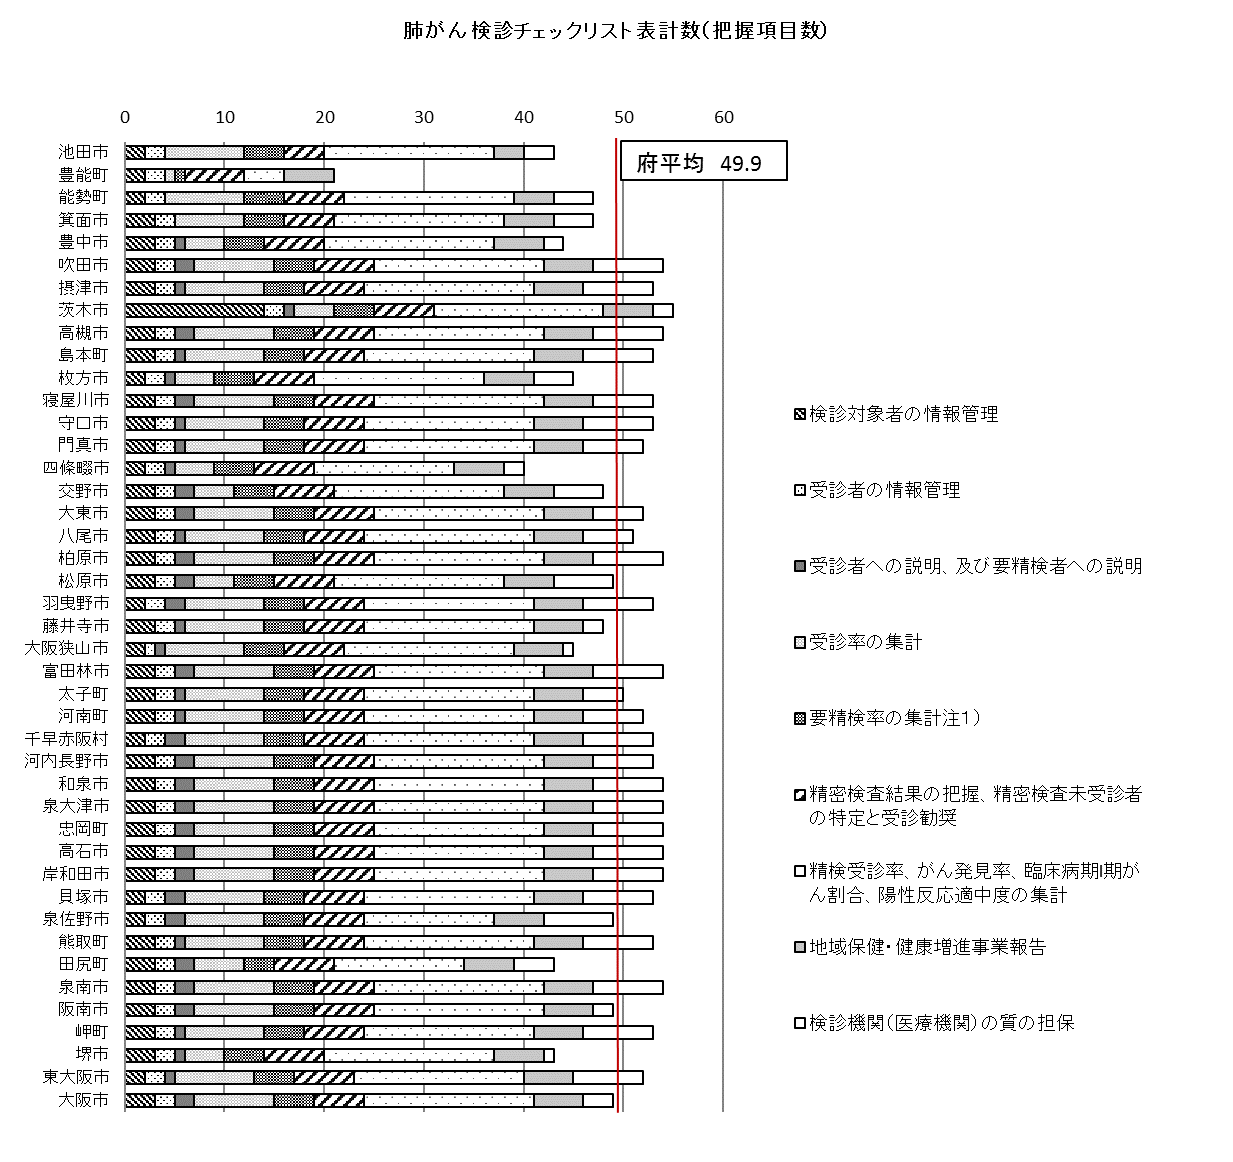 肺がん検診チェックリスト表計数(把握項目数)
0 10 20 30 40 50 60
府平均 49.9
池田市
豊能町
能勢町
箕面市
豊中市
吹田市
摂津市
茨木市
高槻市
島本町
枚方市
寝屋川市
守口市
門真市
四條畷市
交野市
大東市
八尾市
柏原市
松原市
羽曳野市
藤井寺市
大阪狭山市
富田林市
太子町
河南町
千早赤阪村
河内長野市
和泉市
泉大津市
忠岡町
高石市
岸和田市
貝塚市
泉佐野市
熊取町
田尻町
泉南市
阪南市
岬町
堺市
東大阪市
大阪市
検診対象者の情報管理
受診者の情報管理
受診者への説明、及び要精検者への説明
受診率の集計
要精検率の集計注1)
精密検査結果の把握、精密検査未受診者
の特定と受診勧奨
精検受診率、がん発見率、臨床病期Ⅰ期が
ん割合、陽性反応適中度の集計
地域保健・健康増進事業報告
検診機関(医療機関)の質の担保